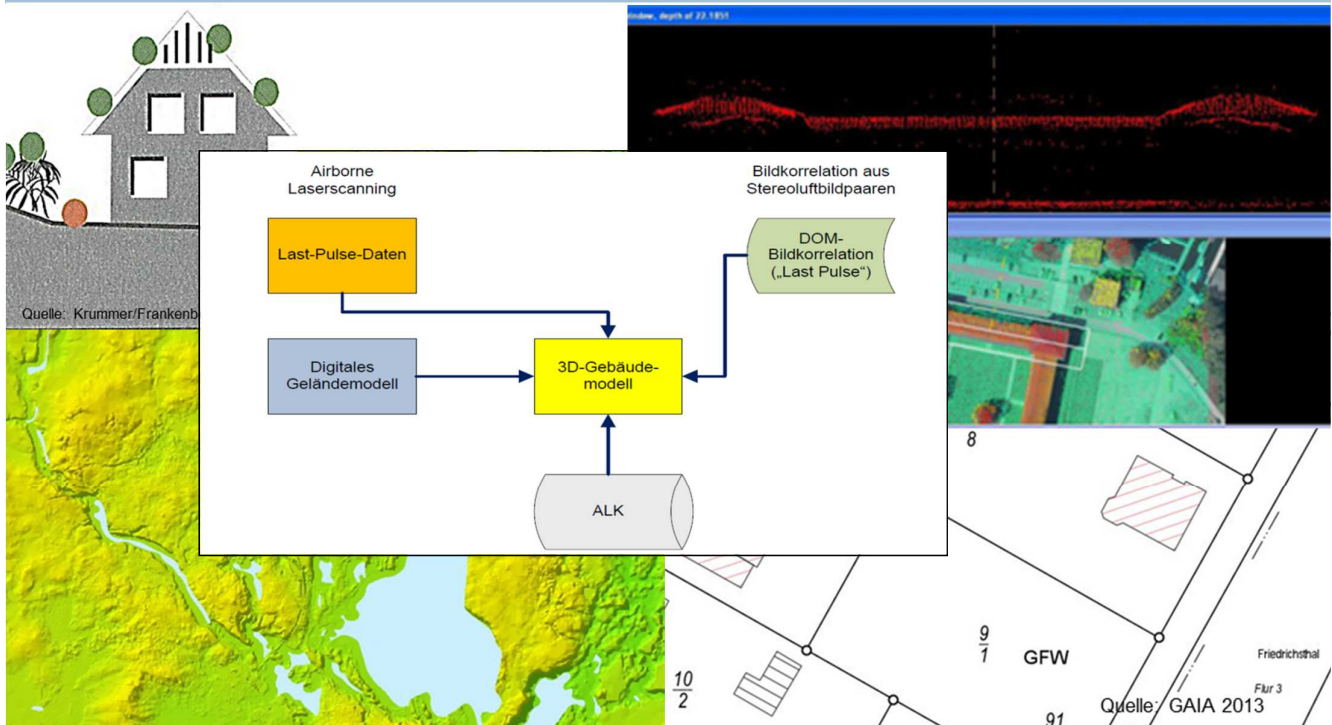 window, depth of 22.1851
Quelle: Krummer/Frankenb
Airborne
Laserscanning
Bildkorrelation aus
Stereoluftbildpaaren
Last-Pulse-Daten
DOM-
Bildkorrelation
(„Last Pulse“)
Digitales
Geländemodell
3D-Gebäude-
modell
ALK
8
9
1
GFW
10
2
91
Friedrichsthal
Flur 3
Quelle: GAIA 2013